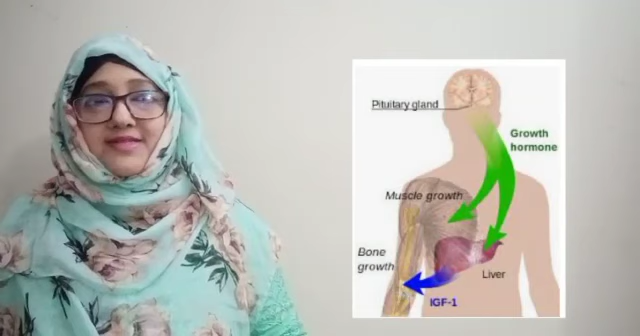 Pituitary gland
Growth
hormone
Muscle growth
Bone
growth
Liver
IGF-1